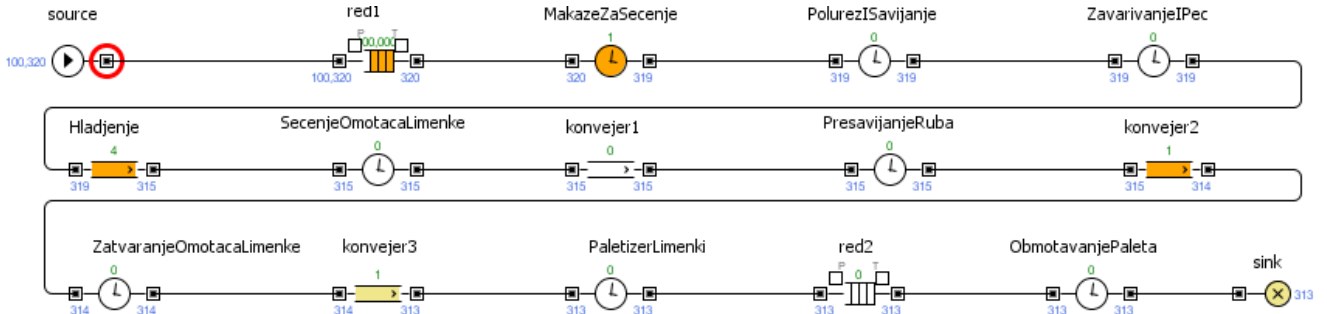 source red1 MakazeZaSecenje PolurezISavijanje ZavarivanjeIPec
P T 1 0 0
100,320 00,000
100,320 320 320 319 319 319 319 319
Hladjenje SecenjeOmotacaLimenke konvejer1 PresavijanjeRuba konvejer2
4 0 0 0 1
319 315 315 315 315 315 315 315 315 314
ZatvaranjeOmotacaLimenke konvejer3 PaletizerLimenki red2 ObmotavanjePaleta sink
0 1 0 P 0 T 0
313
314 314 314 313 313 313 313 313 313 313